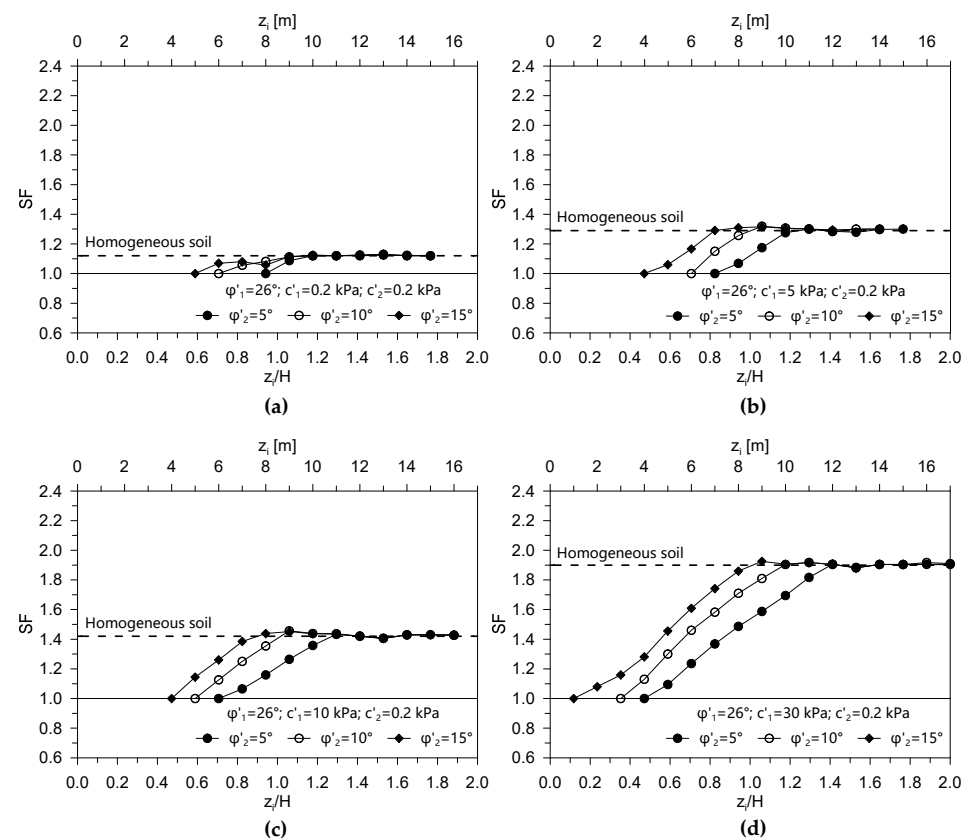 zᵢ [m]
0 2 4 6 8 10 12 14 16
2.4
2.2
2.0
1.8
1.6
1.4
1.2
1.0
0.8
0.6
SF
Homogeneous soil
φ'₁=26°; c'₁=0.2 kPa; c'₂=0.2 kPa
φ'₂=5° φ'₂=10° φ'₂=15°
0.0 0.2 0.4 0.6 0.8 1.0 1.2 1.4 1.6 1.8 2.0
zᵢ/H
(a)
zᵢ [m]
0 2 4 6 8 10 12 14 16
2.4
2.2
2.0
1.8
1.6
1.4
1.2
1.0
0.8
0.6
SF
Homogeneous soil
φ'₁=26°; c'₁=5 kPa; c'₂=0.2 kPa
φ'₂=5° φ'₂=10° φ'₂=15°
0.0 0.2 0.4 0.6 0.8 1.0 1.2 1.4 1.6 1.8 2.0
zᵢ/H
(b)
zᵢ [m]
0 2 4 6 8 10 12 14 16
2.4
2.2
2.0
1.8
1.6
1.4
1.2
1.0
0.8
0.6
SF
Homogeneous soil
φ'₁=26°; c'₁=10 kPa; c'₂=0.2 kPa
φ'₂=5° φ'₂=10° φ'₂=15°
0.0 0.2 0.4 0.6 0.8 1.0 1.2 1.4 1.6 1.8 2.0
zᵢ/H
(c)
zᵢ [m]
0 2 4 6 8 10 12 14 16
2.4
2.2
2.0
1.8
1.6
1.4
1.2
1.0
0.8
0.6
SF
Homogeneous soil
φ'₁=26°; c'₁=30 kPa; c'₂=0.2 kPa
φ'₂=5° φ'₂=10° φ'₂=15°
0.0 0.2 0.4 0.6 0.8 1.0 1.2 1.4 1.6 1.8 2.0
zᵢ/H
(d)